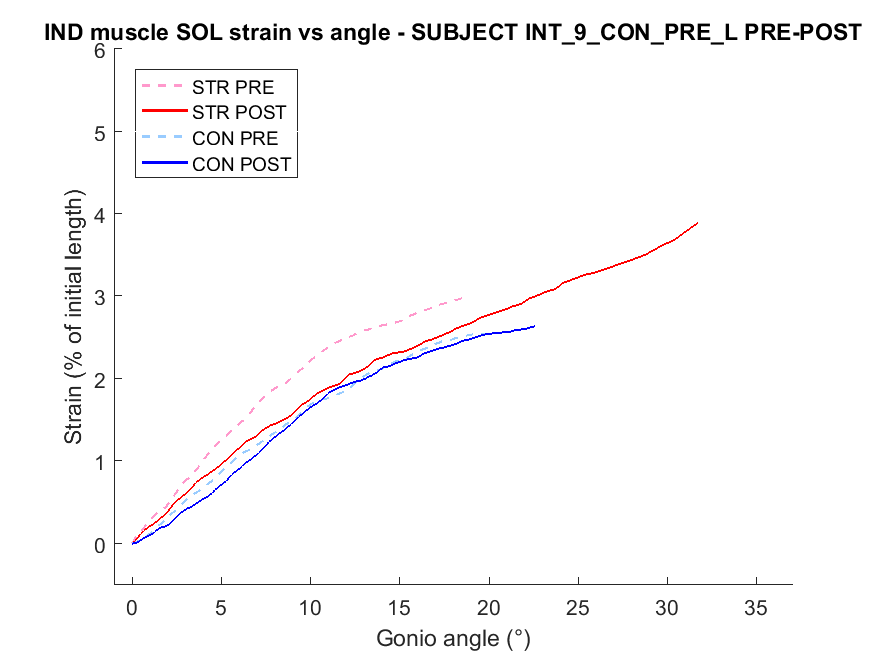 IND muscle SOL strain vs angle - SUBJECT INT_9_CON_PRE_L PRE-POST
6
5
4
3
2
1
0
Strain (% of initial length)
STR PRE
STR POST
CON PRE
CON POST
0 5 10 15 20 25 30 35
Gonio angle (°)